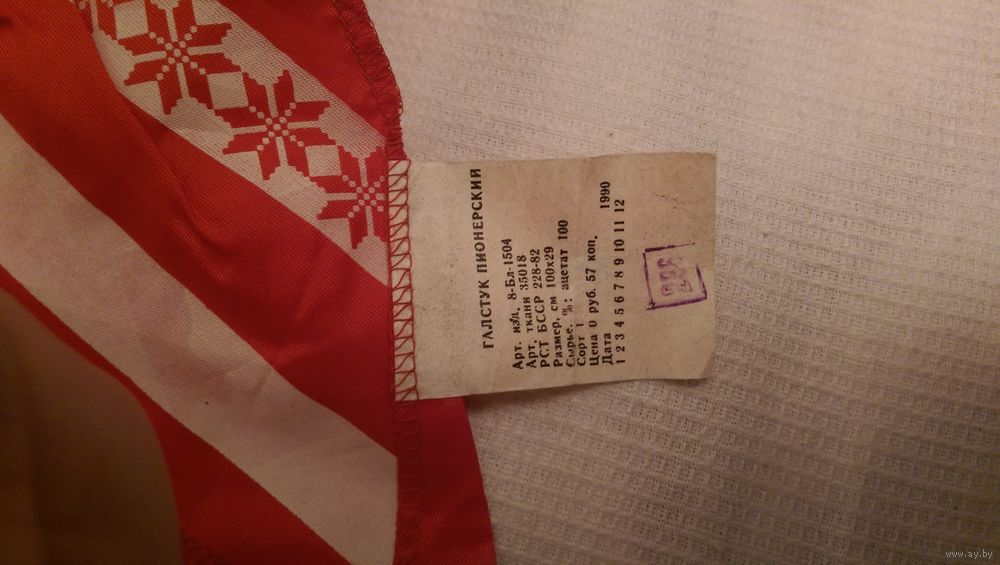 ГАЛСТУК ПИОНЕРСКИЙ
Арт. изл. 8-Бл-1504
Арт. ткани 35018
РСТ БССР 228-82
Размер, см 100х29
Сырье, %: ацетат 100
Сорт I
Цена 0 руб. 57 коп.
Дата 1990
1 2 3 4 5 6 7 8 9 10 11 12
www.ay.by